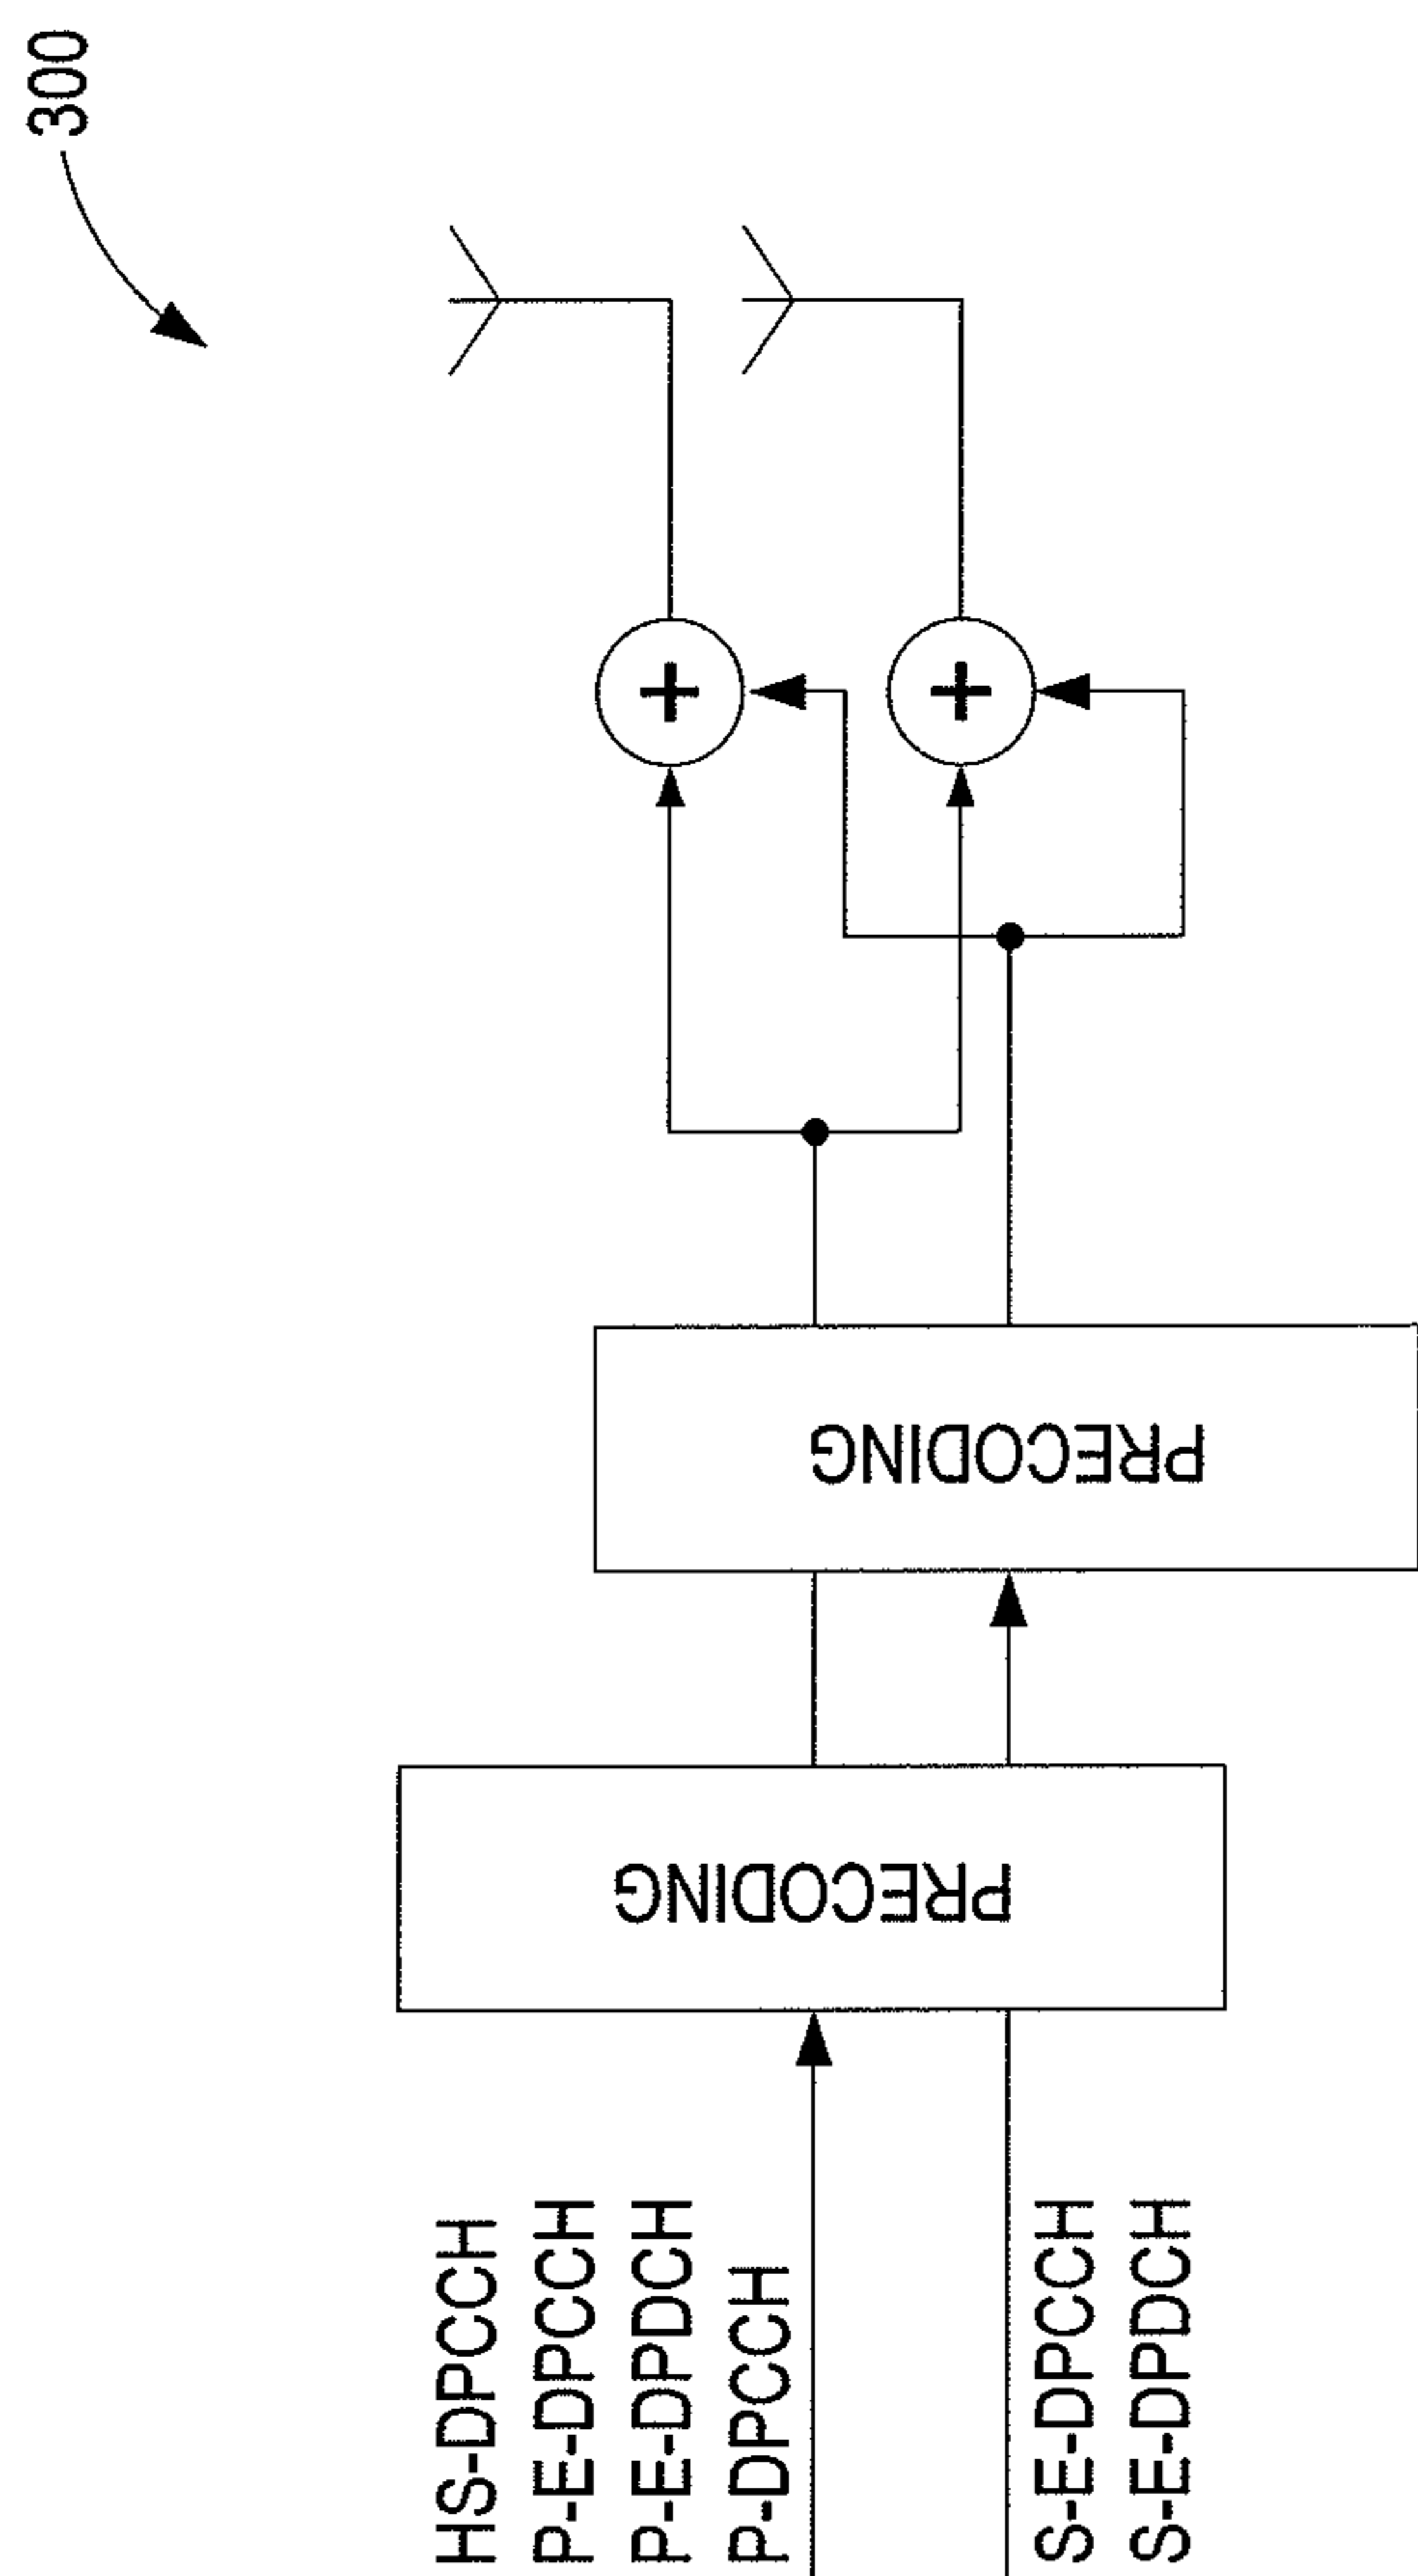 300
PRECODING
PRECODING
HS-DPCCH
P-E-DPCCH
P-E-DPDCH
P-DPCCH
S-E-DPCCH
S-E-DPDCH